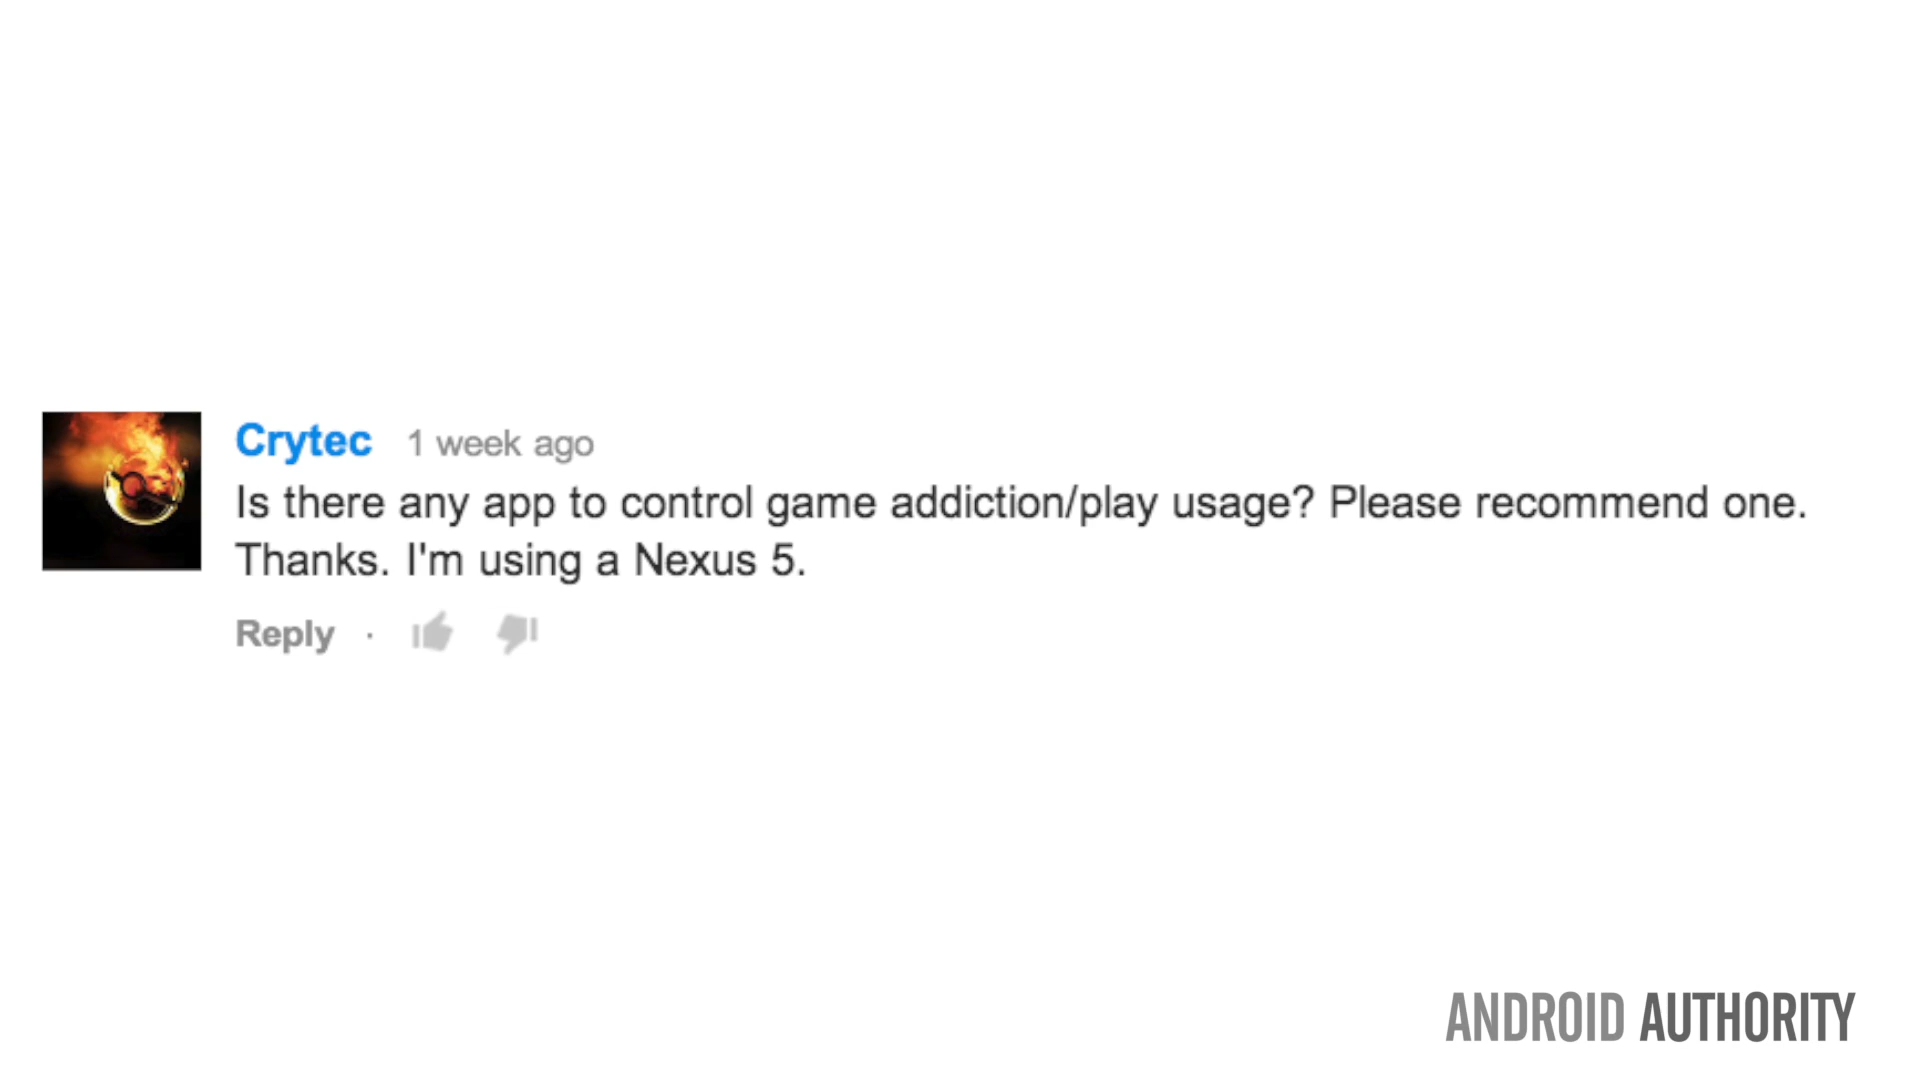 Crytec 1 week ago
Is there any app to control game addiction/play usage? Please recommend one.
Thanks. I'm using a Nexus 5.
Reply ·
ANDROID AUTHORITY